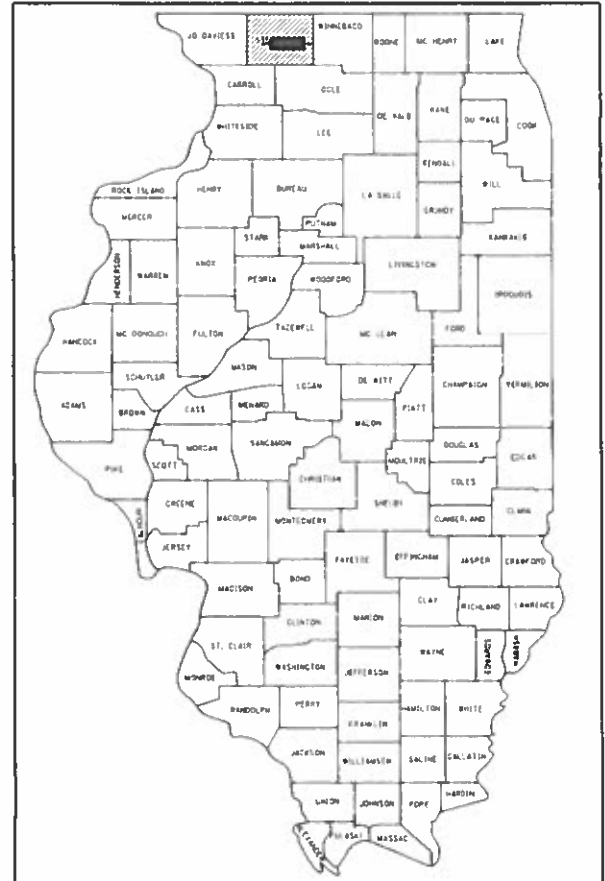 JO DAVIESS
WINNEBAGO
BOONE
MC HENRY
LAKE
CARROLL
OGLE
DE KALB
KANE
DU PAGE
COOK
WHITESIDE
LEE
KENDALL
WILL
ROCK ISLAND
HENRY
BUREAU
LA SALLE
GRUNDY
MERCER
PUTNAM
STARK
MARSHALL
KANKAKEE
HENDERSON
WARREN
KNOX
PEORIA
WOODFORD
LIVINGSTON
IROQUOIS
HANCOCK
MC DONOUGH
FULTON
TAZEWELL
MC LEAN
FORD
SCHUYLER
MASON
LOGAN
DE WITT
CHAMPAIGN
VERMILION
ADAMS
BROWN
CASS
MENARD
MACON
PIATT
PIKE
SCOTT
MORGAN
SANGAMON
MOULTRIE
DOUGLAS
EDGAR
CHRISTIAN
COLES
GREENE
MACOUPIN
MONTGOMERY
SHELBY
CUMBERLAND
CLARK
JERSEY
FAYETTE
EFFINGHAM
JASPER
CRAWFORD
MADISON
BOND
CLAY
RICHLAND
LAWRENCE
CLINTON
MARION
ST. CLAIR
WAYNE
EDWARDS
WABASH
WASHINGTON
JEFFERSON
MONROE
RANDOLPH
PERRY
FRANKLIN
HAMILTON
WHITE
JACKSON
WILLIAMSON
SALINE
GALLATIN
UNION
JOHNSON
POPE
HARDIN
ALEXANDER
PULASKI
MASSAC